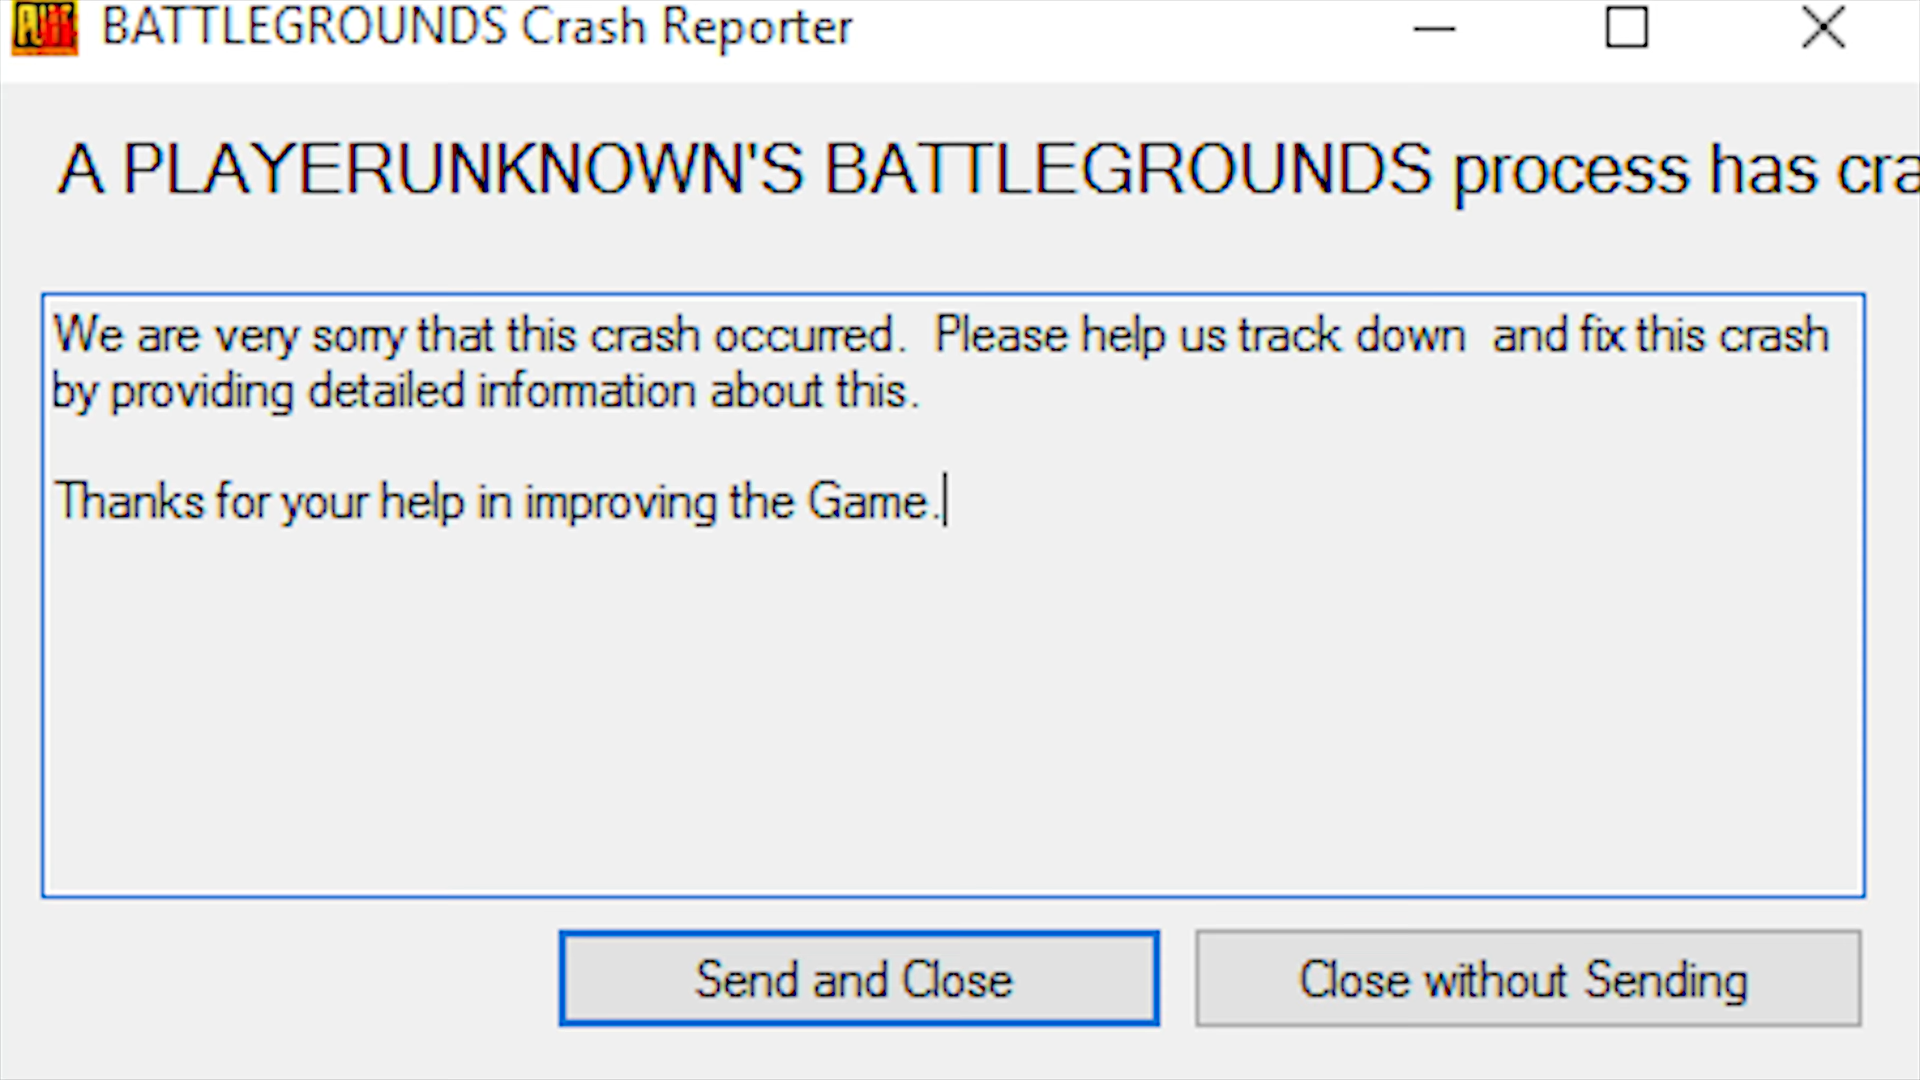 BATTLEGROUNDS Crash Reporter
A PLAYERUNKNOWN'S BATTLEGROUNDS process has cra
We are very sorry that this crash occurred.  Please help us track down  and fix this crash
by providing detailed information about this.
Thanks for your help in improving the Game.
Send and Close
Close without Sending